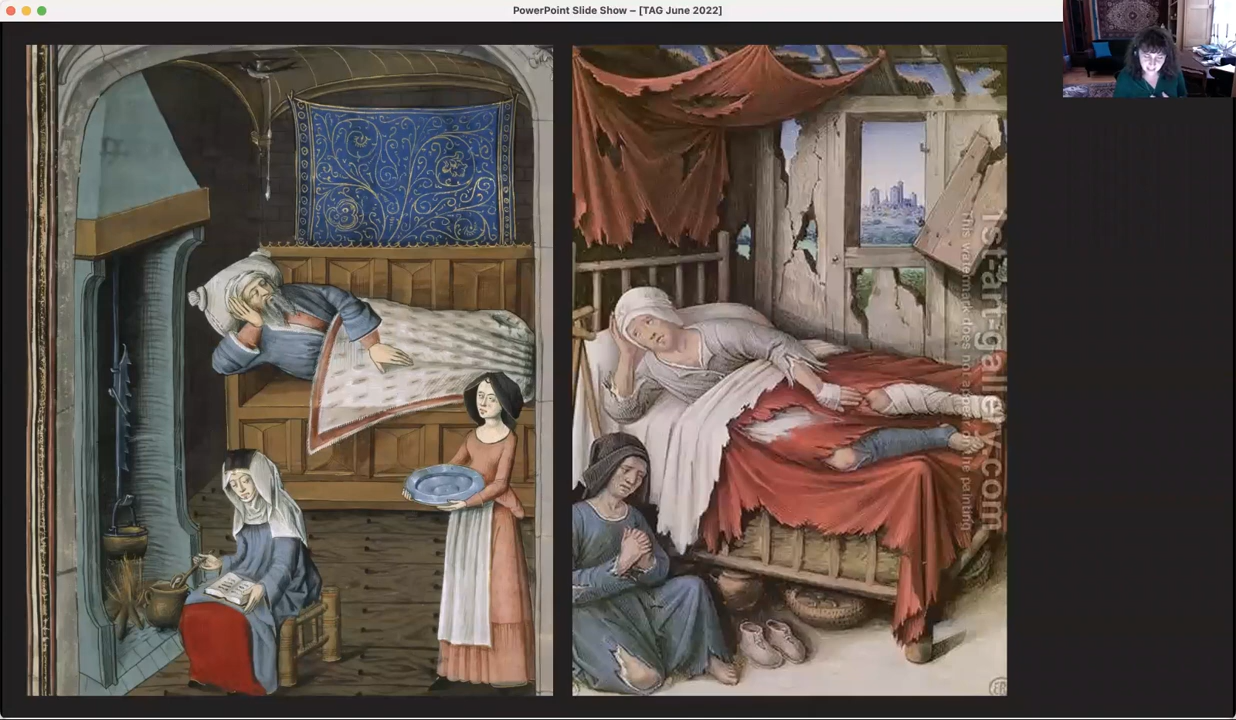 PowerPoint Slide Show – [TAG June 2022]
1st-art-gallery.com
This watermark does not appear on the painting